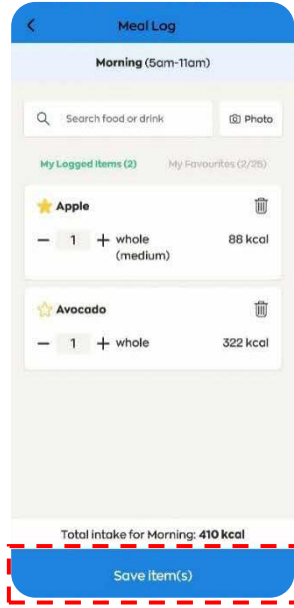 Meal Log
Morning (5am-11am)
Search food or drink
Photo
My Logged Items (2) My Favourites (2/25)
Apple
1 whole (medium)
88 kcal
Avocado
1 whole
322 kcal
Total intake for Morning: 410 kcal
Save item(s)